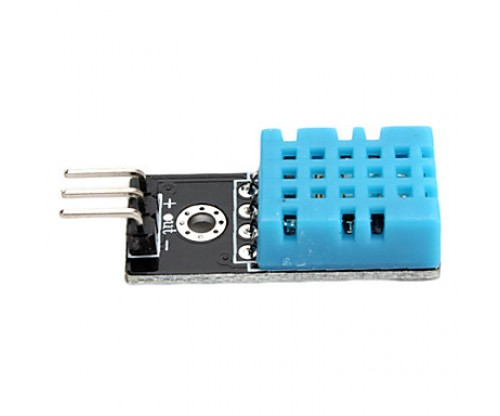 + out -